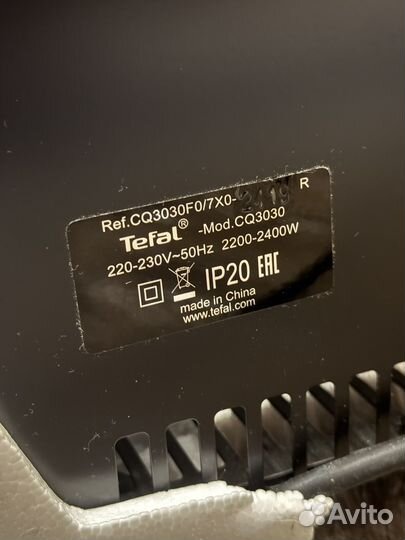 Ref.CQ3030F0/7X0-2419 R
Tefal® -Mod.CQ3030
220-230V~50Hz 2200-2400W
IP20 EAC
made in China
www.tefal.com
Avito